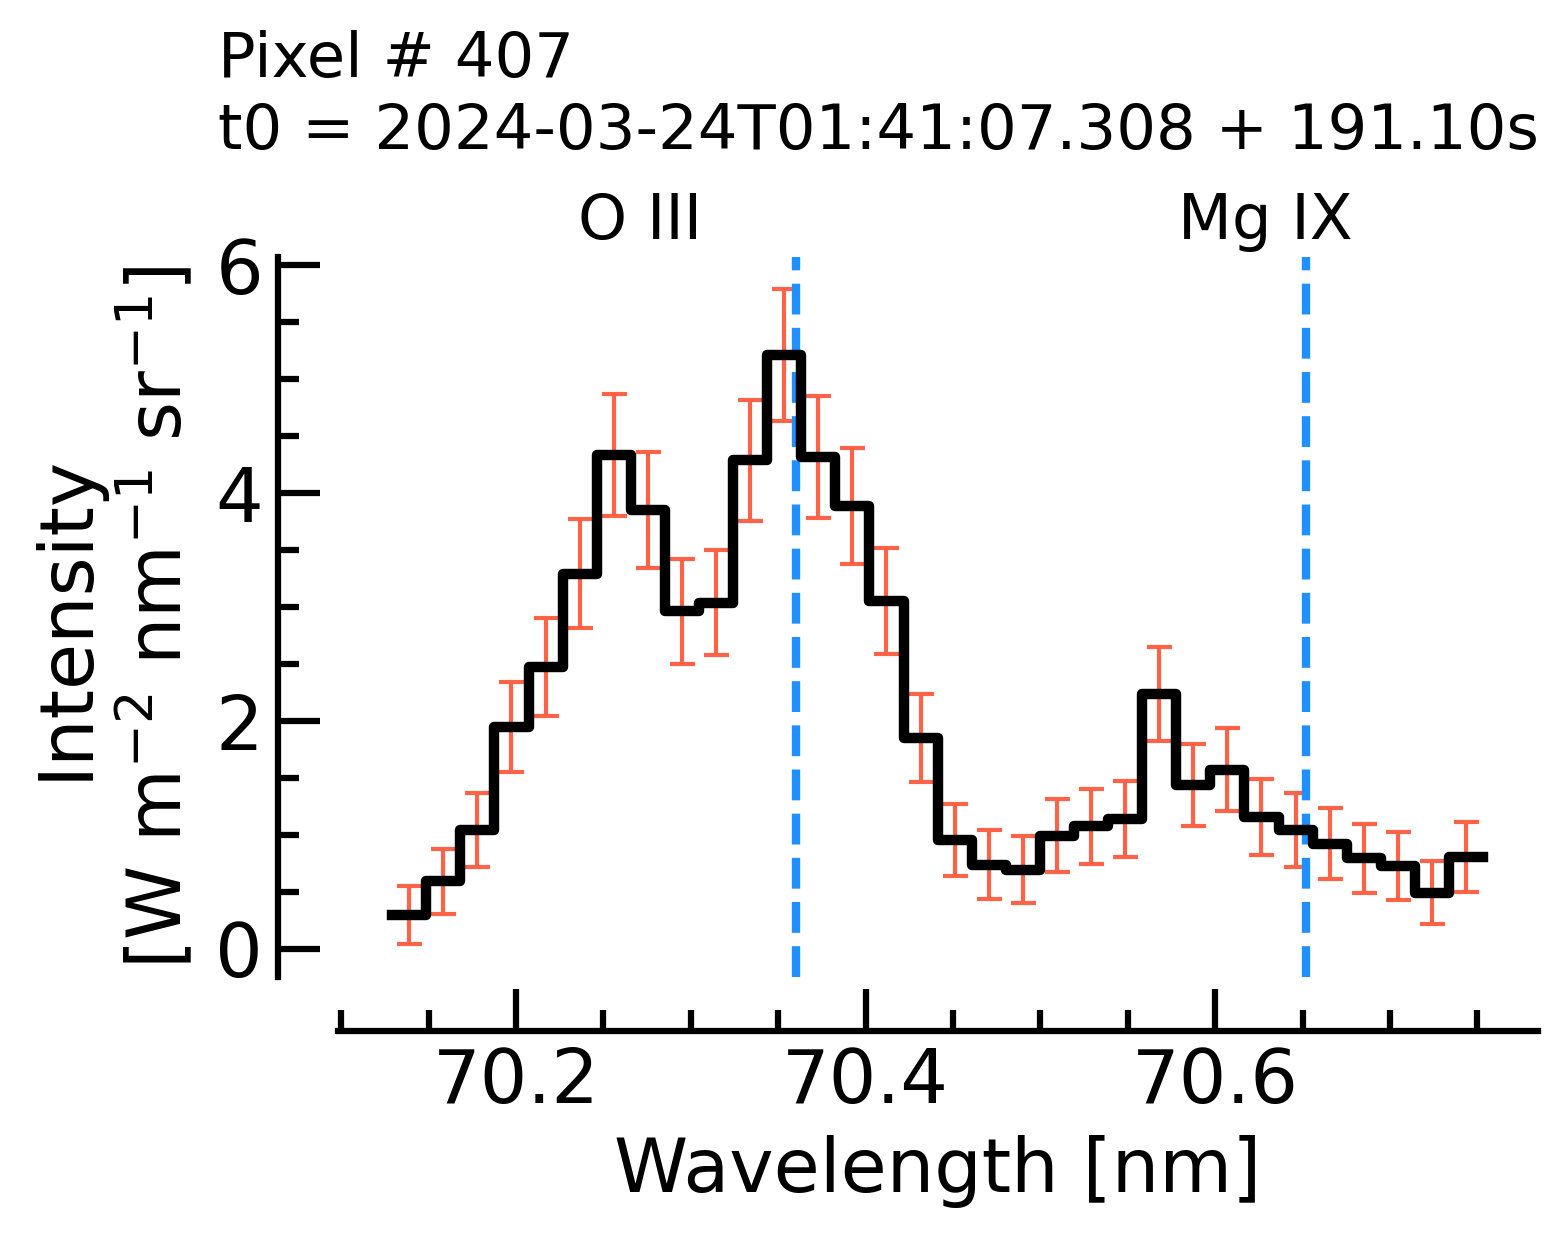 Pixel # 407
t0 = 2024-03-24T01:41:07.308 + 191.10s
O III
Mg IX
Intensity
[W m⁻² nm⁻¹ sr⁻¹]
6
4
2
0
70.2
70.4
70.6
Wavelength [nm]